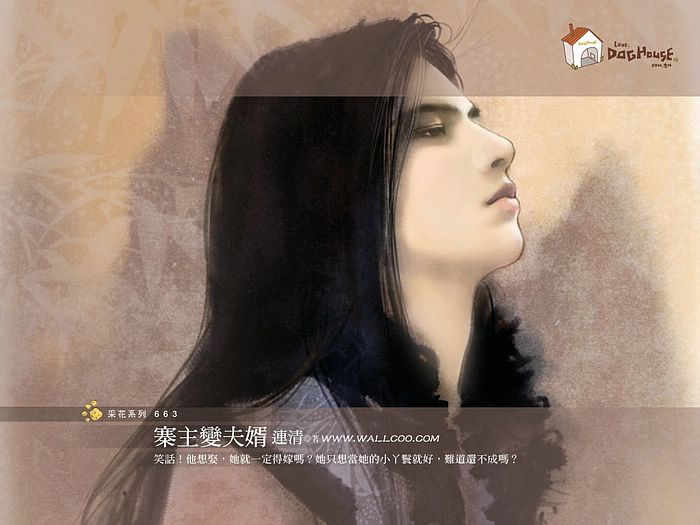 Love.
DOGHOUSE
com.tw
采花系列 663
寨主變夫婿 連清◎著 WWW.WALLCOO.COM
笑話！他想娶，她就一定得嫁嗎？她只想當她的小丫鬟就好，難道還不成嗎？